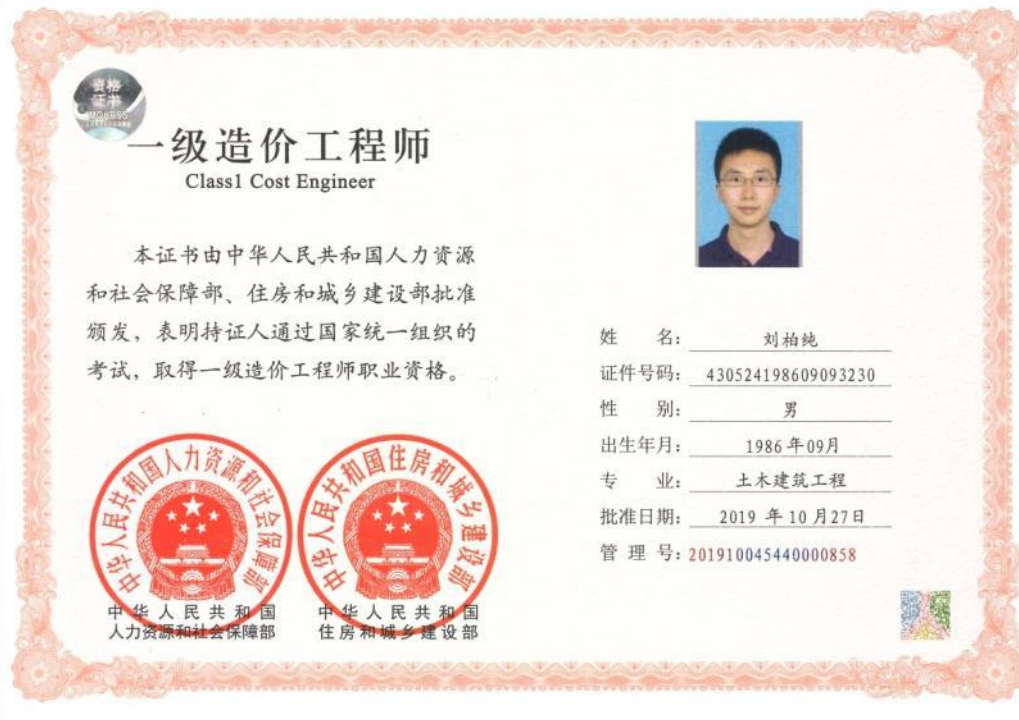 资格
证书
MOHRSS
一级造价工程师
Class1 Cost Engineer
本证书由中华人民共和国人力资源
和社会保障部、住房和城乡建设部批准
颁发，表明持证人通过国家统一组织的
考试，取得一级造价工程师职业资格。
中华人民共和国人力资源和社会保障部
中华人民共和国住房和城乡建设部
中华人民共和国
人力资源和社会保障部
中华人民共和国
住房和城乡建设部
姓 名：刘柏纯
证件号码：430524198609093230
性 别：男
出生年月：1986年09月
专 业：土木建筑工程
批准日期：2019 年 10 月27日
管 理 号：201910045440000858